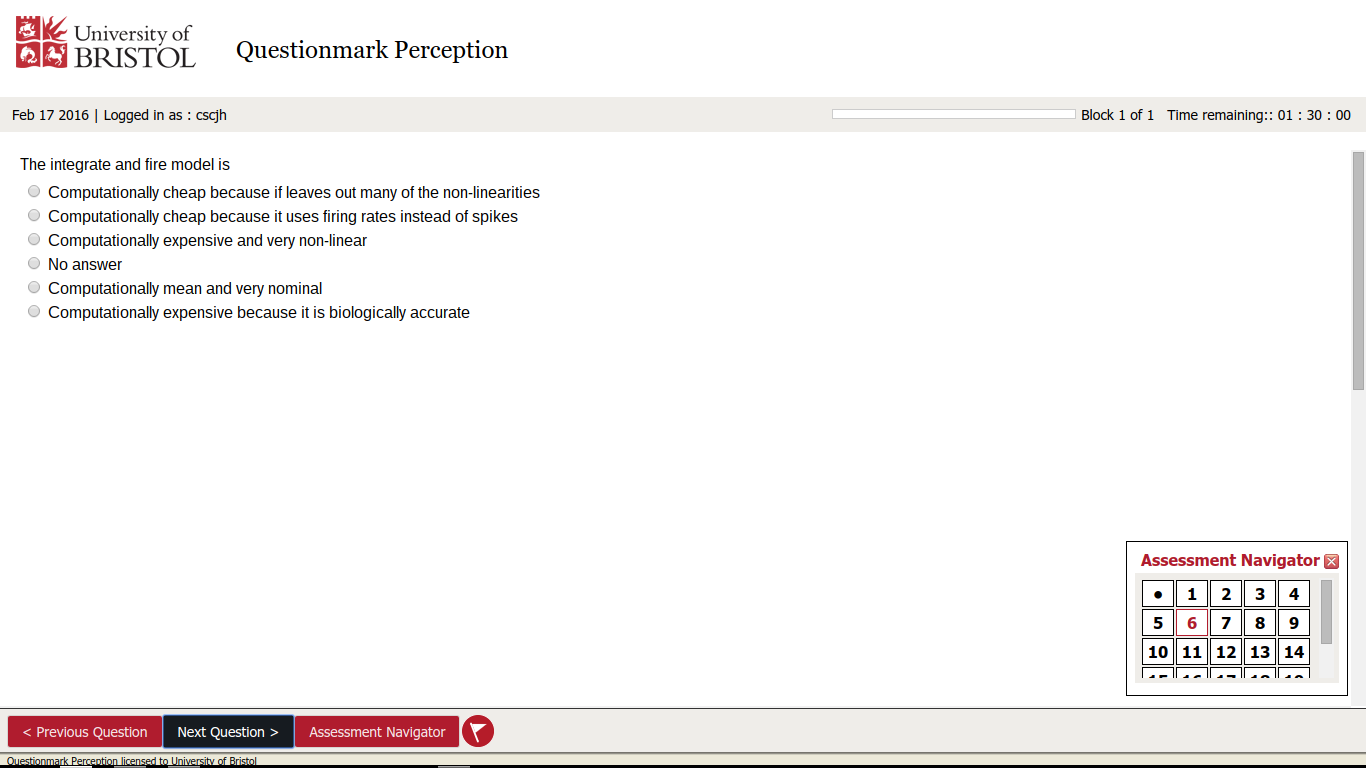 University of
BRISTOL
Questionmark Perception
Feb 17 2016 | Logged in as : cscjh
Block 1 of 1 Time remaining:: 01 : 30 : 00
The integrate and fire model is
Computationally cheap because if leaves out many of the non-linearities
Computationally cheap because it uses firing rates instead of spikes
Computationally expensive and very non-linear
No answer
Computationally mean and very nominal
Computationally expensive because it is biologically accurate
Assessment Navigator
• 1 2 3 4
5 6 7 8 9
10 11 12 13 14
15 16 17 18 19
< Previous Question Next Question > Assessment Navigator
Questionmark Perception licensed to University of Bristol